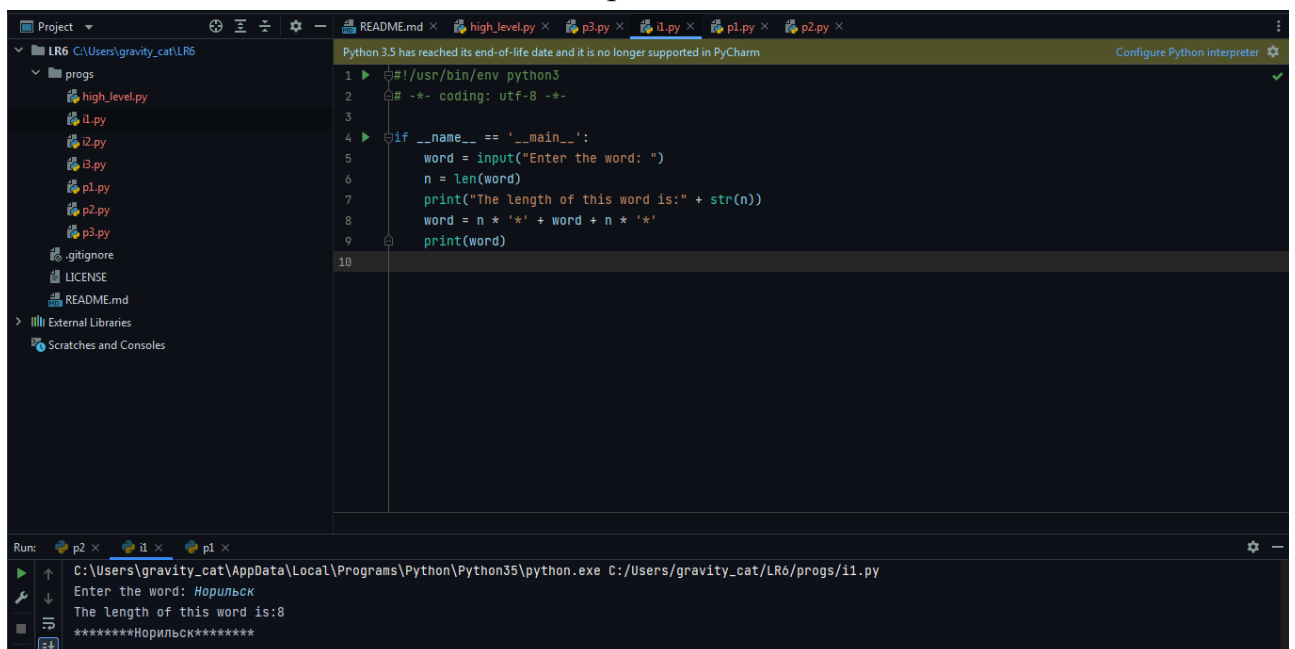 Project
README.md high_level.py p3.py i1.py p1.py p2.py
LR6 C:\Users\gravity_cat\LR6
progs
high_level.py
i1.py
i2.py
i3.py
p1.py
p2.py
p3.py
.gitignore
LICENSE
README.md
External Libraries
Scratches and Consoles
Python 3.5 has reached its end-of-life date and it is no longer supported in PyCharm Configure Python interpreter
1 #!/usr/bin/env python3
2 # -*- coding: utf-8 -*-
3
4 if __name__ == '__main__':
5 word = input("Enter the word: ")
6 n = len(word)
7 print("The length of this word is:" + str(n))
8 word = n * '*' + word + n * '*'
9 print(word)
10
Run: p2 i1 p1
C:\Users\gravity_cat\AppData\Local\Programs\Python\Python35\python.exe C:/Users/gravity_cat/LR6/progs/i1.py
Enter the word: Норильск
The length of this word is:8
********Норильск********